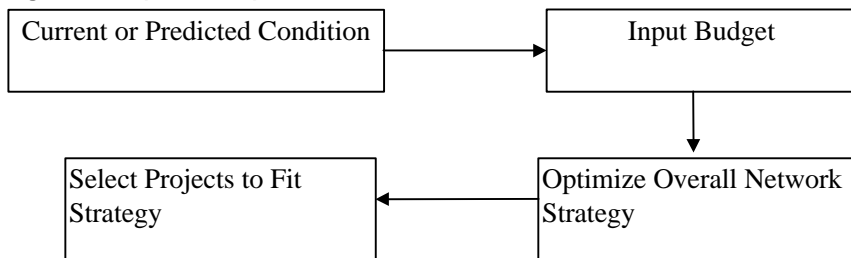 Current or Predicted Condition
Input Budget
Optimize Overall Network
Strategy
Select Projects to Fit
Strategy